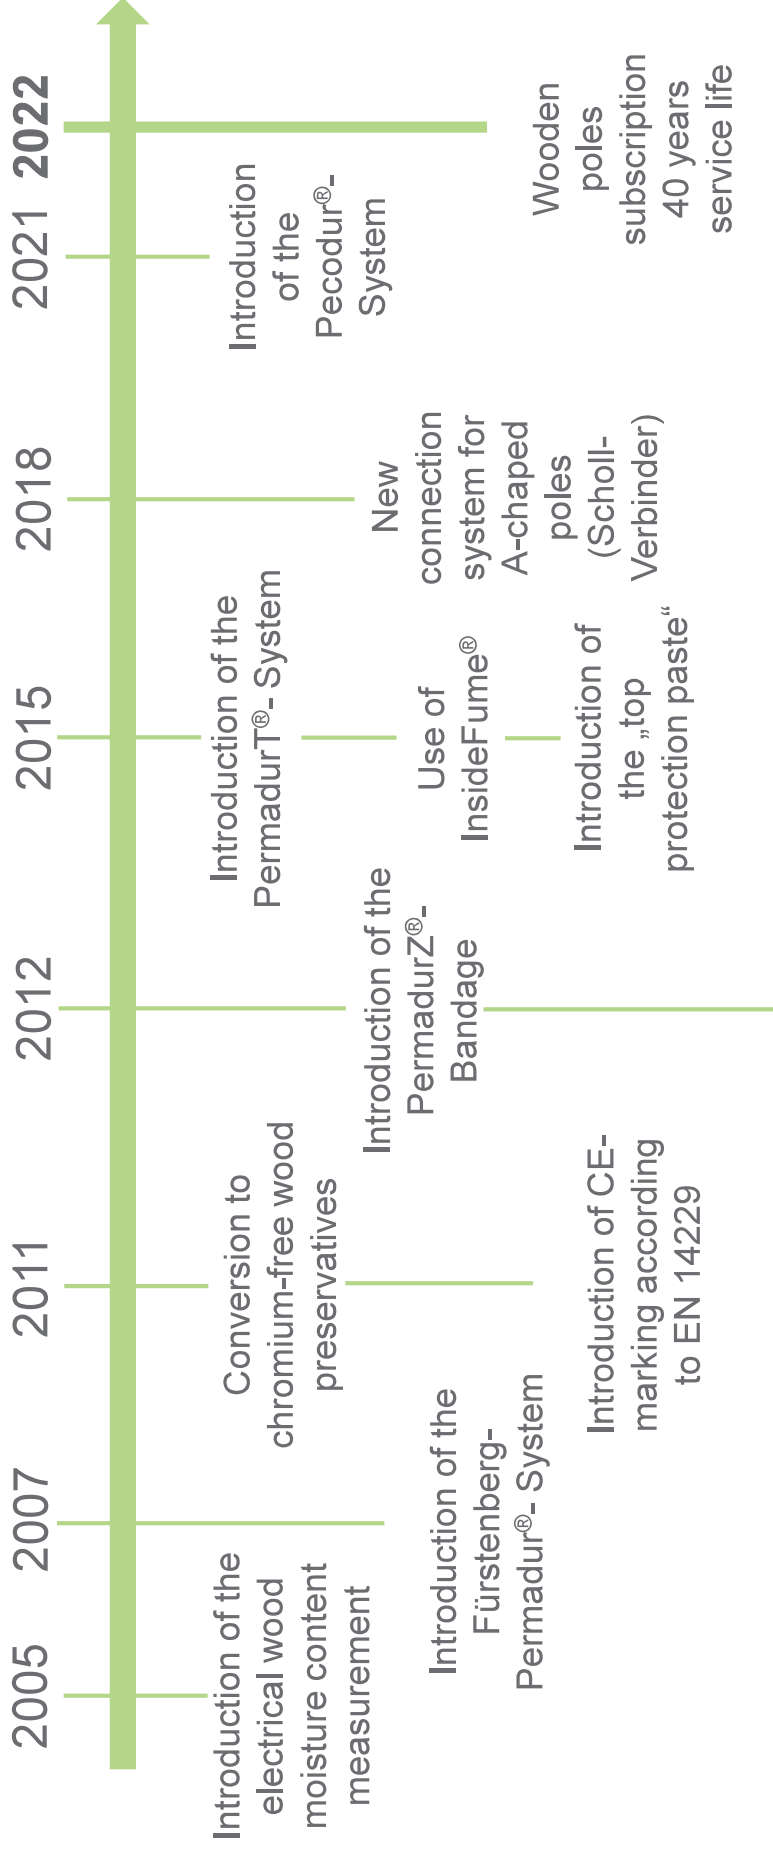 2005
Introduction of the
electrical wood
moisture content
measurement
2007
Introduction of the
Fürstenberg-
Permadur®- System
2011
Conversion to
chromium-free wood
preservatives
Introduction of CE-
marking according
to EN 14229
2012
Introduction of the
PermadurZ®-
Bandage
2015
Introduction of the
PermadurT®- System
Use of
InsideFume®
Introduction of
the „top
protection paste“
2018
New
connection
system for
A-chaped
poles
(Scholl-
Verbinder)
2021
Introduction
of the
Pecodur®-
System
2022
Wooden
poles
subscription
40 years
service life